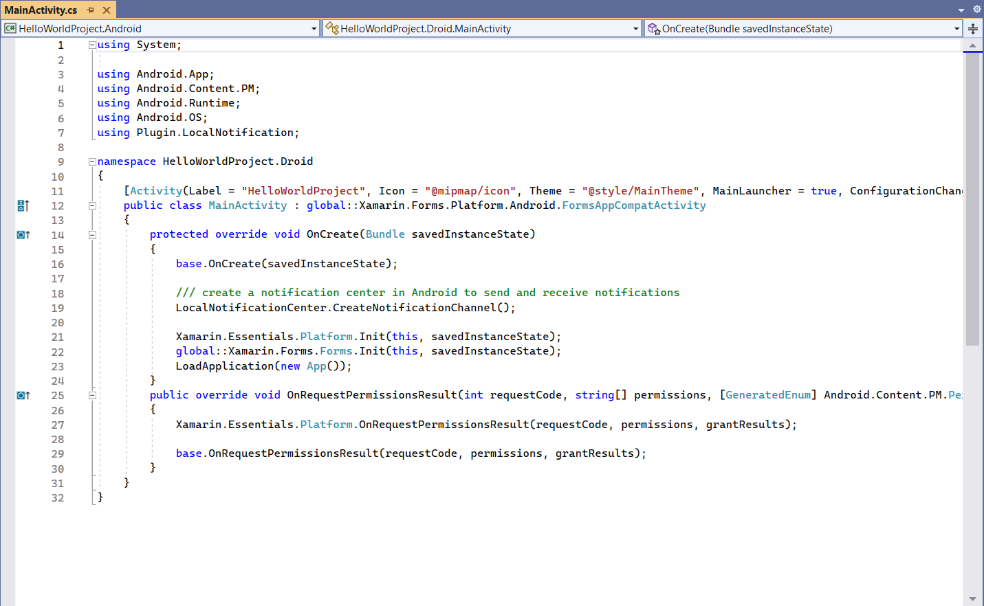 MainActivity.cs
HelloWorldProject.Android
HelloWorldProject.Droid.MainActivity
OnCreate(Bundle savedInstanceState)
1 using System;
2
3 using Android.App;
4 using Android.Content.PM;
5 using Android.Runtime;
6 using Android.OS;
7 using Plugin.LocalNotification;
8
9 namespace HelloWorldProject.Droid
10 {
11 [Activity(Label = "HelloWorldProject", Icon = "@mipmap/icon", Theme = "@style/MainTheme", MainLauncher = true, ConfigurationChan
12 public class MainActivity : global::Xamarin.Forms.Platform.Android.FormsAppCompatActivity
13 {
14 protected override void OnCreate(Bundle savedInstanceState)
15 {
16 base.OnCreate(savedInstanceState);
17
18 /// create a notification center in Android to send and receive notifications
19 LocalNotificationCenter.CreateNotificationChannel();
20
21 Xamarin.Essentials.Platform.Init(this, savedInstanceState);
22 global::Xamarin.Forms.Forms.Init(this, savedInstanceState);
23 LoadApplication(new App());
24 }
25 public override void OnRequestPermissionsResult(int requestCode, string[] permissions, [GeneratedEnum] Android.Content.PM.Pe
26 {
27 Xamarin.Essentials.Platform.OnRequestPermissionsResult(requestCode, permissions, grantResults);
28
29 base.OnRequestPermissionsResult(requestCode, permissions, grantResults);
30 }
31 }
32 }